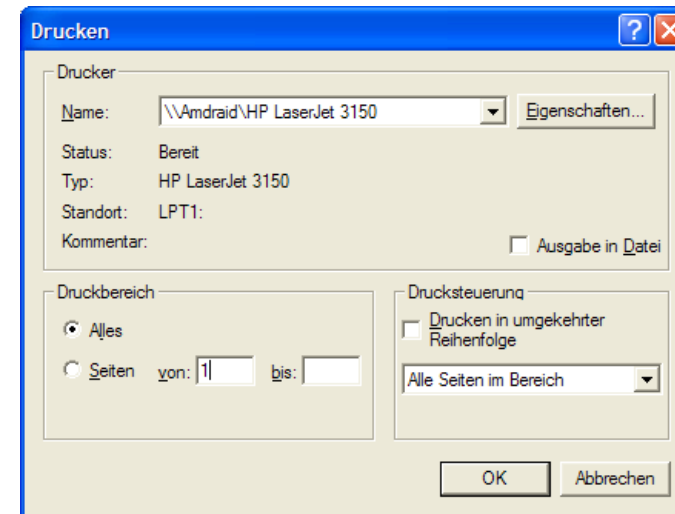 Drucken
Drucker
Name: \\Amdraid\HP LaserJet 3150 Eigenschaften...
Status: Bereit
Typ: HP LaserJet 3150
Standort: LPT1:
Kommentar: Ausgabe in Datei
Druckbereich
Alles
Seiten von: 1 bis:
Drucksteuerung
Drucken in umgekehrter
Reihenfolge
Alle Seiten im Bereich
OK Abbrechen